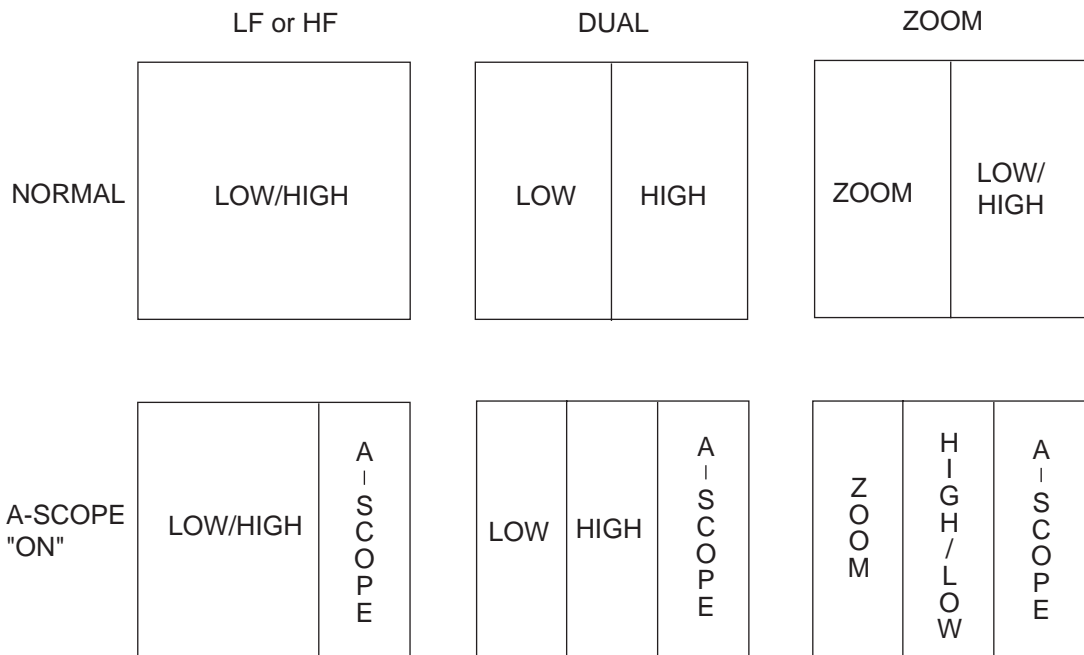 LF or HF
DUAL
ZOOM
NORMAL
LOW/HIGH
LOW
HIGH
ZOOM
LOW/
HIGH
A-SCOPE
"ON"
LOW/HIGH
A-SCOPE
LOW
HIGH
A-SCOPE
ZOOM
HIGH/LOW
A-SCOPE